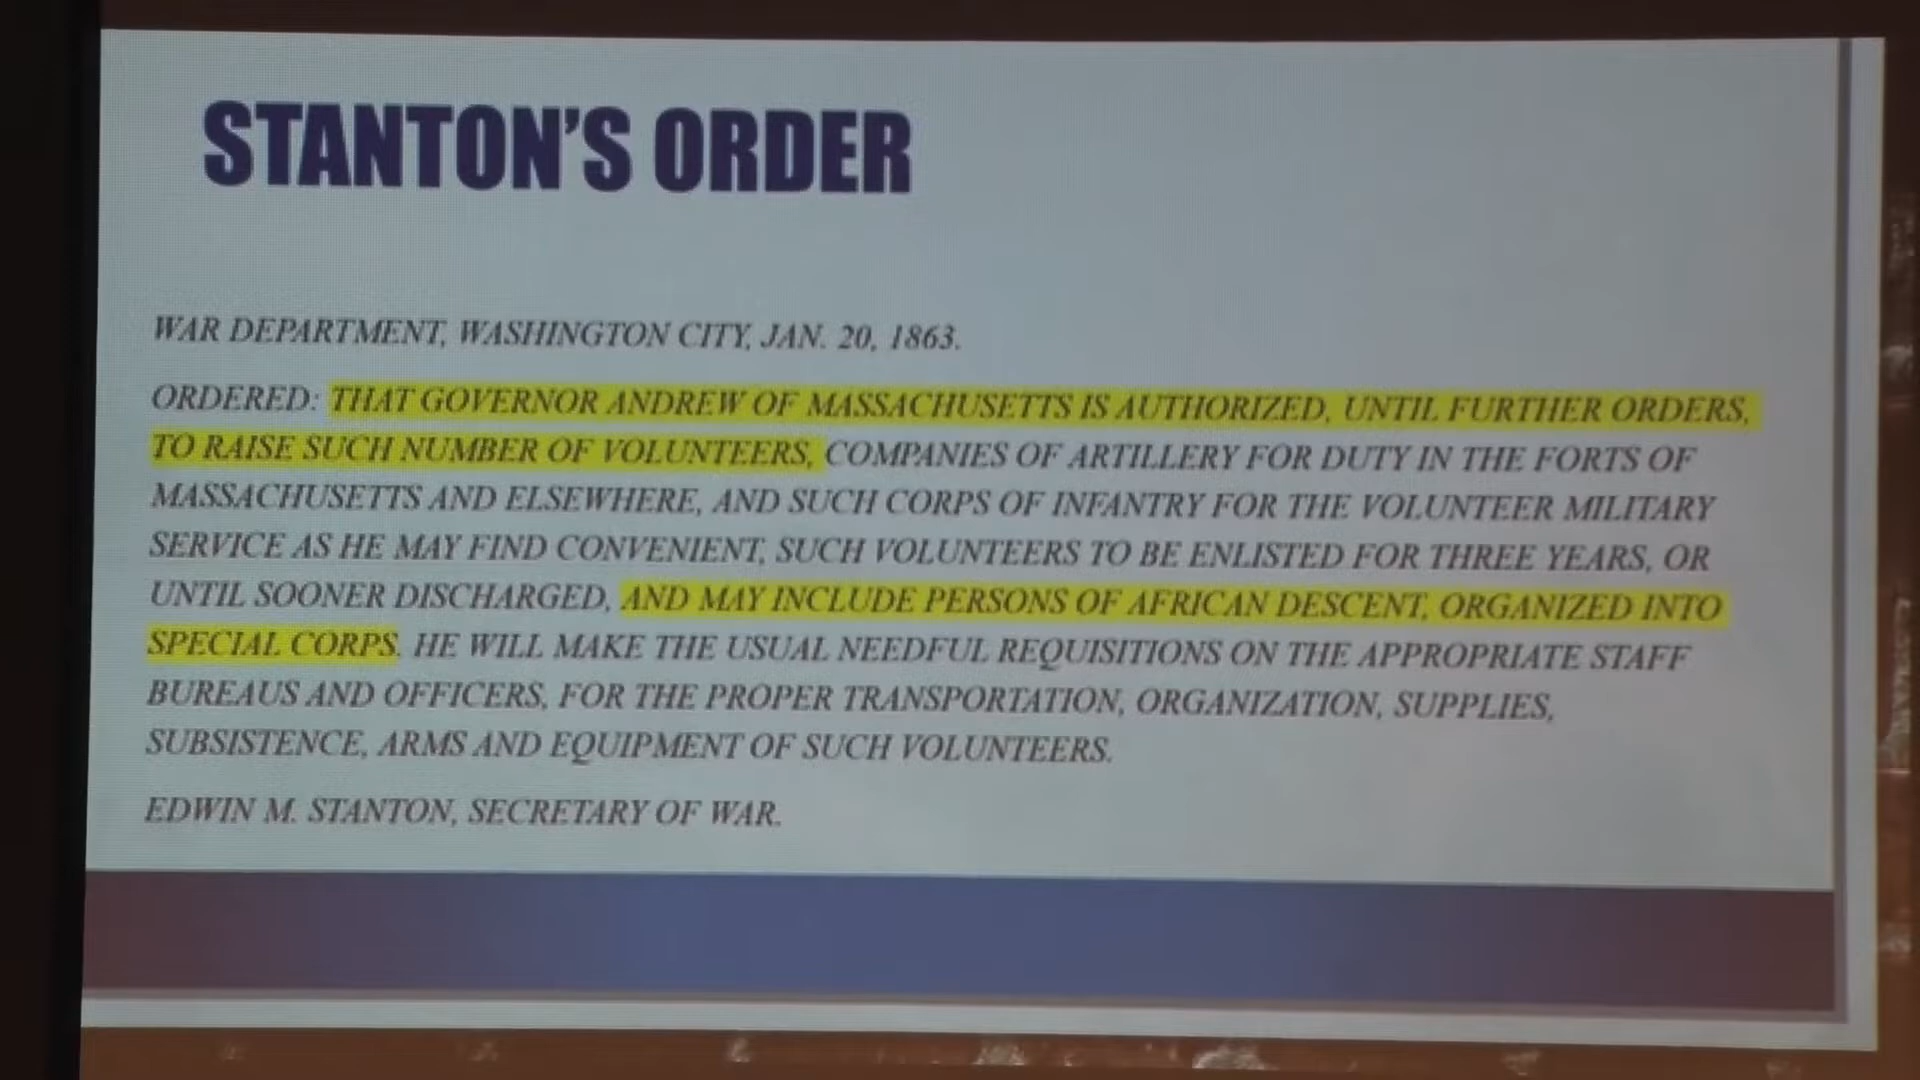 STANTON'S ORDER
WAR DEPARTMENT, WASHINGTON CITY, JAN. 20, 1863.
ORDERED: THAT GOVERNOR ANDREW OF MASSACHUSETTS IS AUTHORIZED, UNTIL FURTHER ORDERS,
TO RAISE SUCH NUMBER OF VOLUNTEERS, COMPANIES OF ARTILLERY FOR DUTY IN THE FORTS OF
MASSACHUSETTS AND ELSEWHERE, AND SUCH CORPS OF INFANTRY FOR THE VOLUNTEER MILITARY
SERVICE AS HE MAY FIND CONVENIENT, SUCH VOLUNTEERS TO BE ENLISTED FOR THREE YEARS, OR
UNTIL SOONER DISCHARGED, AND MAY INCLUDE PERSONS OF AFRICAN DESCENT, ORGANIZED INTO
SPECIAL CORPS. HE WILL MAKE THE USUAL NEEDFUL REQUISITIONS ON THE APPROPRIATE STAFF
BUREAUS AND OFFICERS, FOR THE PROPER TRANSPORTATION, ORGANIZATION, SUPPLIES,
SUBSISTENCE, ARMS AND EQUIPMENT OF SUCH VOLUNTEERS.
EDWIN M. STANTON, SECRETARY OF WAR.